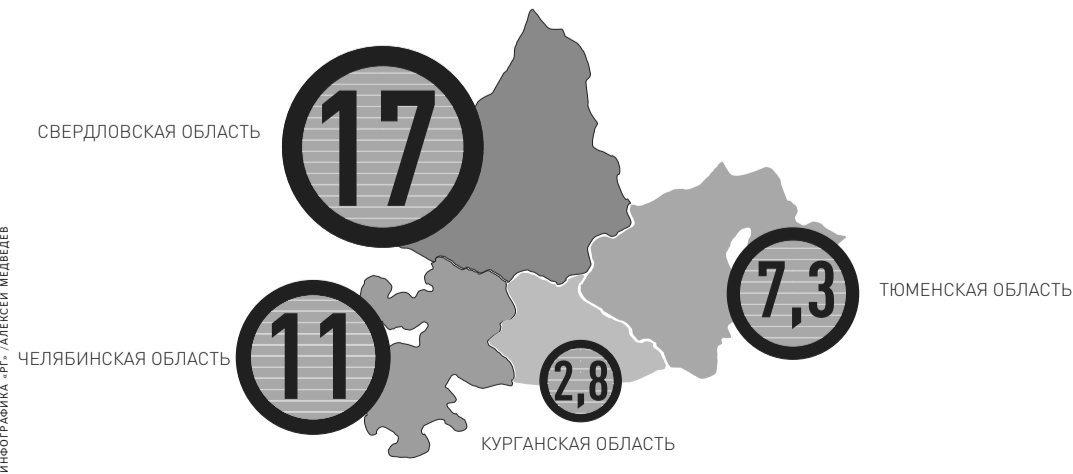 17
СВЕРДЛОВСКАЯ ОБЛАСТЬ
7,3
ТЮМЕНСКАЯ ОБЛАСТЬ
11
ЧЕЛЯБИНСКАЯ ОБЛАСТЬ
2,8
КУРГАНСКАЯ ОБЛАСТЬ
ИНФОГРАФИКА «РГ» / АЛЕКСЕЙ МЕДВЕДЕВ